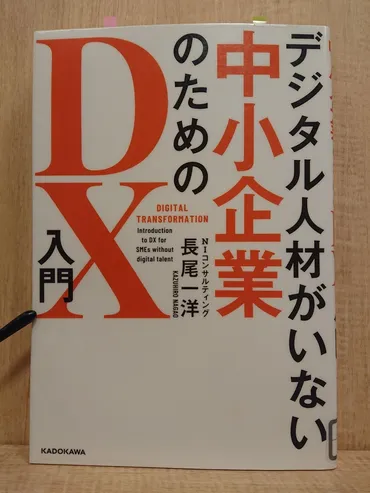 デジタル人材がいない
中小企業
のための
DX
入門
DIGITAL
TRANSFORMATION
Introduction
to DX for
SMEs without
digital talent
NIコンサルティング
長尾一洋
KAZUHIRO NAGAO
KADOKAWA